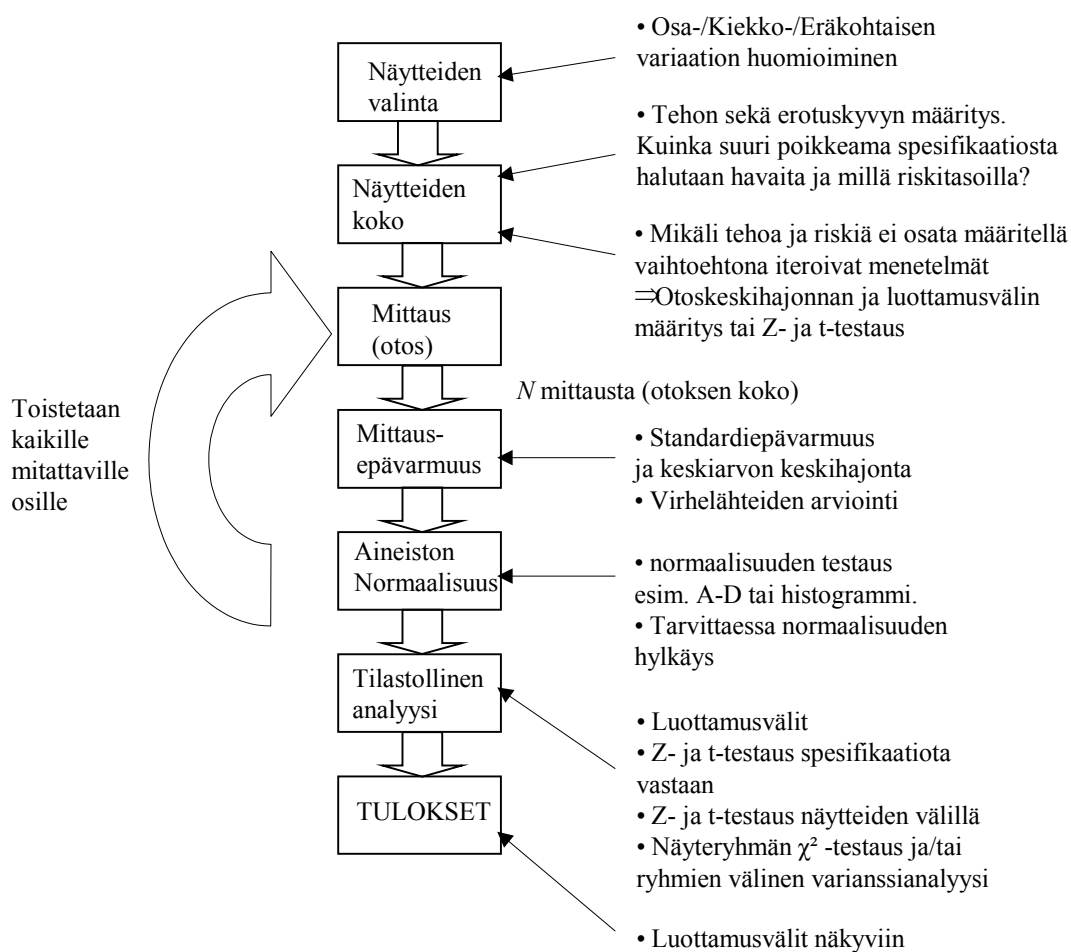 Näytteiden
valinta
• Osa-/Kiekko-/Eräkohtaisen
variaation huomioiminen
Näytteiden
koko
• Tehon sekä erotuskyvyn määritys.
Kuinka suuri poikkeama spesifikaatiosta
halutaan havaita ja millä riskitasoilla?
• Mikäli tehoa ja riskiä ei osata määritellä
vaihtoehtona iteroivat menetelmät
⇒Otoskeskihajonnan ja luottamusvälin
määritys tai Z- ja t-testaus
Mittaus
(otos)
N mittausta (otoksen koko)
Toistetaan
kaikille
mitattaville
osille
Mittaus-
epävarmuus
• Standardiepävarmuus
ja keskiarvon keskihajonta
• Virhelähteiden arviointi
Aineiston
Normaalisuus
• normaalisuuden testaus
esim. A-D tai histogrammi.
• Tarvittaessa normaalisuuden
hylkäys
Tilastollinen
analyysi
• Luottamusvälit
• Z- ja t-testaus spesifikaatiota
vastaan
• Z- ja t-testaus näytteiden välillä
• Näyteryhmän χ² -testaus ja/tai
ryhmien välinen varianssianalyysi
TULOKSET
• Luottamusvälit näkyviin